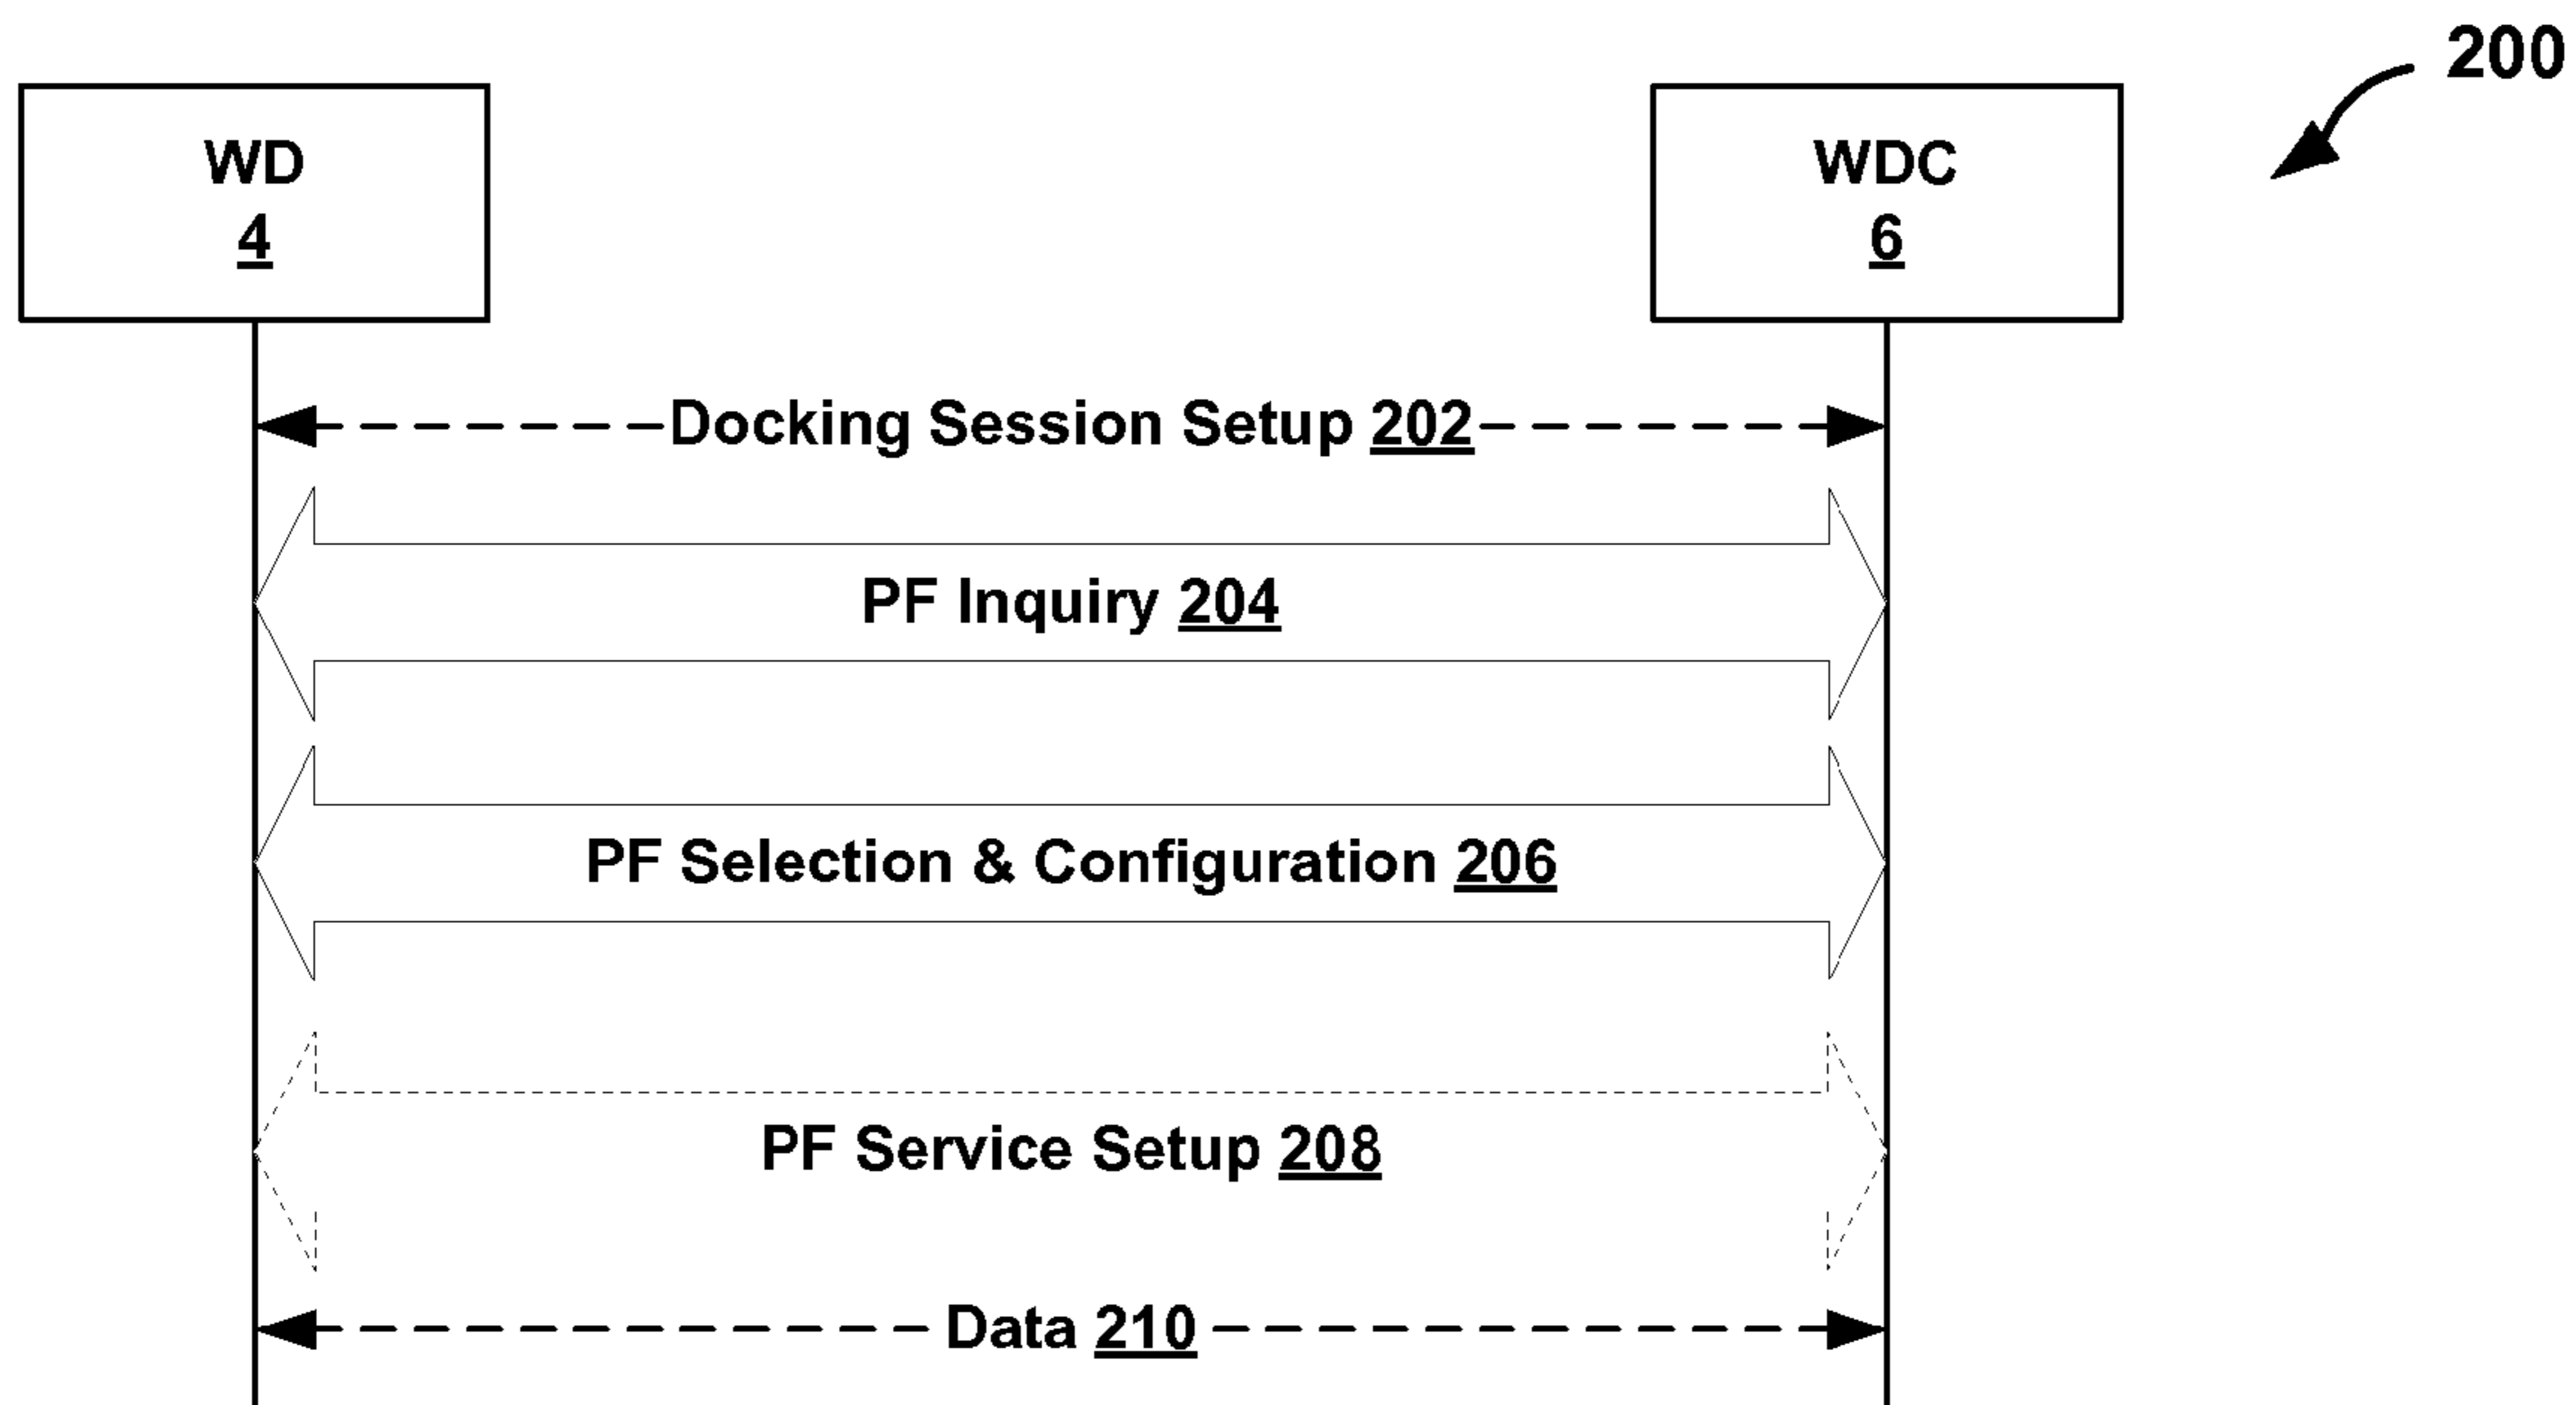 200
WD
4
WDC
6
Docking Session Setup 202
PF Inquiry 204
PF Selection & Configuration 206
PF Service Setup 208
Data 210